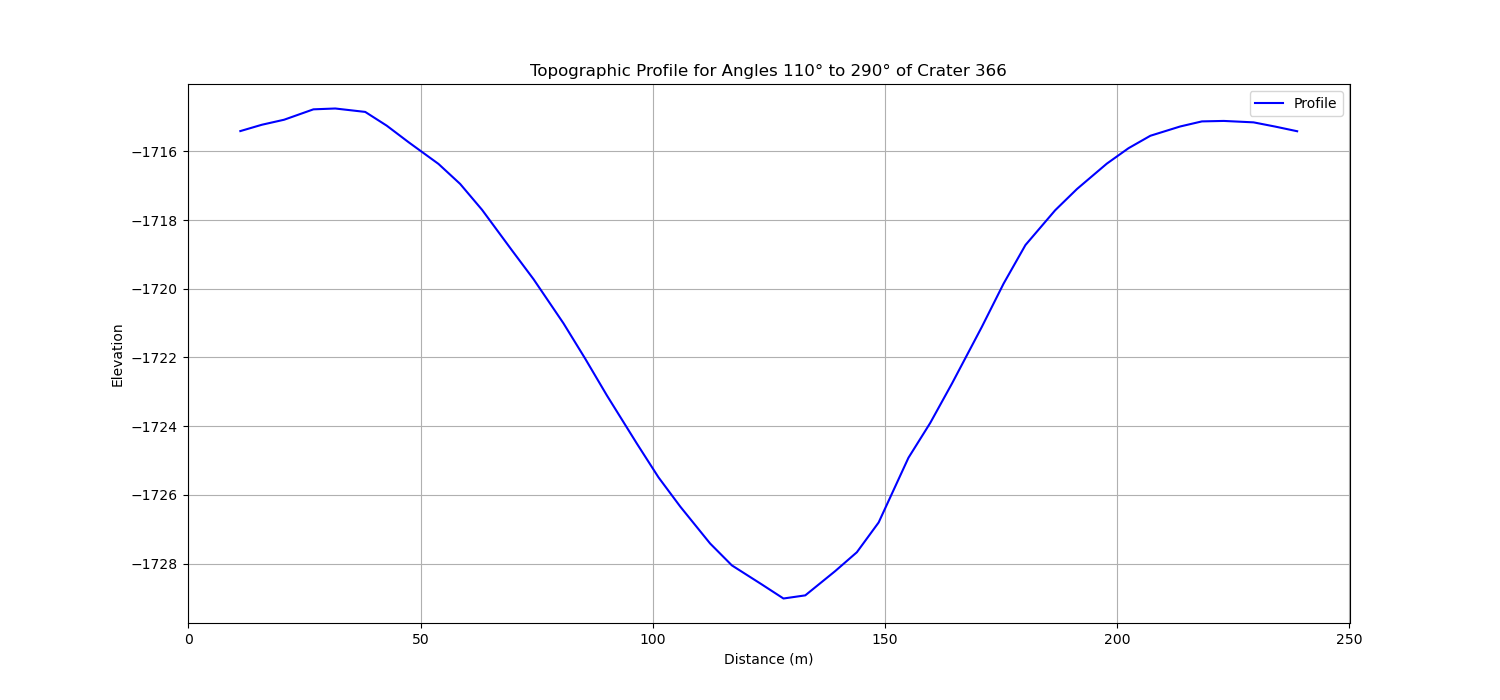 Topographic Profile for Angles 110° to 290° of Crater 366
Profile
−1716
−1718
−1720
−1722
−1724
−1726
−1728
Elevation
0 50 100 150 200 250
Distance (m)